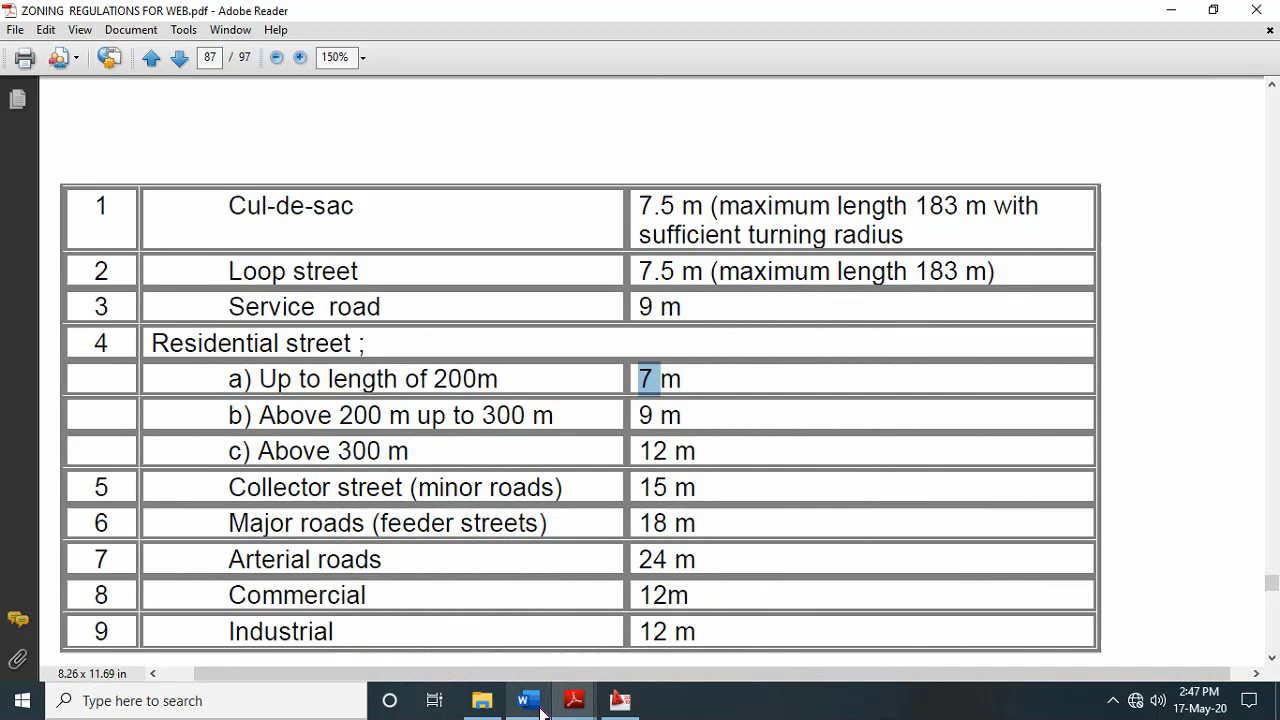 ZONING REGULATIONS FOR WEB.pdf - Adobe Reader
File Edit View Document Tools Window Help
87 / 97 150%
1 Cul-de-sac 7.5 m (maximum length 183 m with
sufficient turning radius
2 Loop street 7.5 m (maximum length 183 m)
3 Service road 9 m
4 Residential street ;
a) Up to length of 200m 7 m
b) Above 200 m up to 300 m 9 m
c) Above 300 m 12 m
5 Collector street (minor roads) 15 m
6 Major roads (feeder streets) 18 m
7 Arterial roads 24 m
8 Commercial 12m
9 Industrial 12 m
8.26 x 11.69 in
Type here to search
2:47 PM
17-May-20